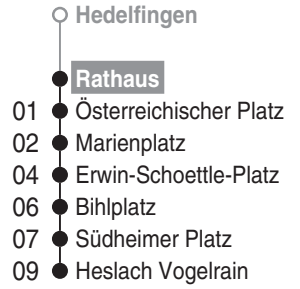 Hedelfingen
Rathaus
01 Österreichischer Platz
02 Marienplatz
04 Erwin-Schoettle-Platz
06 Bihlplatz
07 Südheimer Platz
09 Heslach Vogelrain